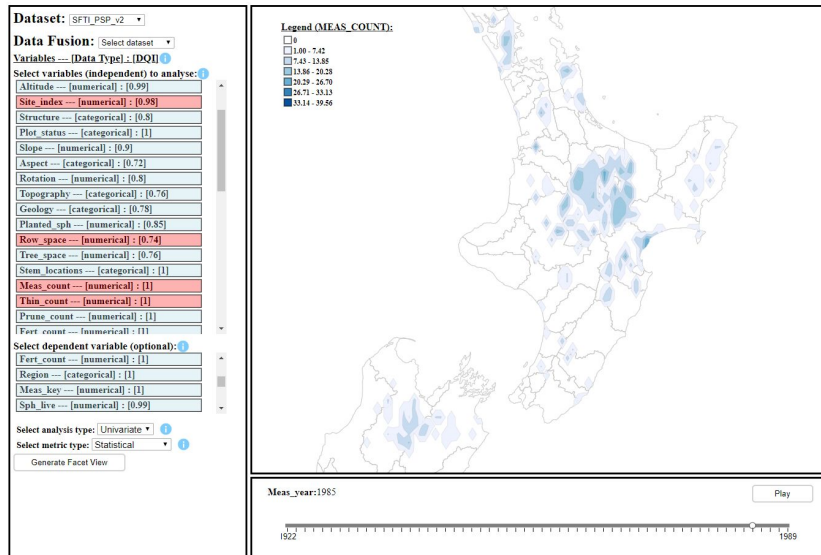 Dataset: SFTI_PSP_v2
Data Fusion: Select dataset
Variables --- [Data Type] : [DQI] i
Select variables (independent) to analyse: i
Altitude --- [numerical] : [0.99]
Site_index --- [numerical] : [0.98]
Structure --- [categorical] : [0.8]
Plot_status --- [categorical] : [1]
Slope --- [numerical] : [0.9]
Aspect --- [categorical] : [0.72]
Rotation --- [numerical] : [0.8]
Topography --- [categorical] : [0.76]
Geology --- [categorical] : [0.78]
Planted_sph --- [numerical] : [0.85]
Row_space --- [numerical] : [0.74]
Tree_space --- [numerical] : [0.76]
Stem_locations --- [categorical] : [1]
Meas_count --- [numerical] : [1]
Thin_count --- [numerical] : [1]
Prune_count --- [numerical] : [1]
Fert_count --- [numerical] : [1]
Select dependent variable (optional): i
Fert_count --- [numerical] : [1]
Region --- [categorical] : [1]
Meas_key --- [numerical] : [1]
Sph_live --- [numerical] : [0.99]
Select analysis type: Univariate i
Select metric type: Statistical i
Generate Facet View
Legend (MEAS_COUNT):
0
1.00 - 7.42
7.43 - 13.85
13.86 - 20.28
20.29 - 26.70
26.71 - 33.13
33.14 - 39.56
Meas_year:1985
Play
1922
1989